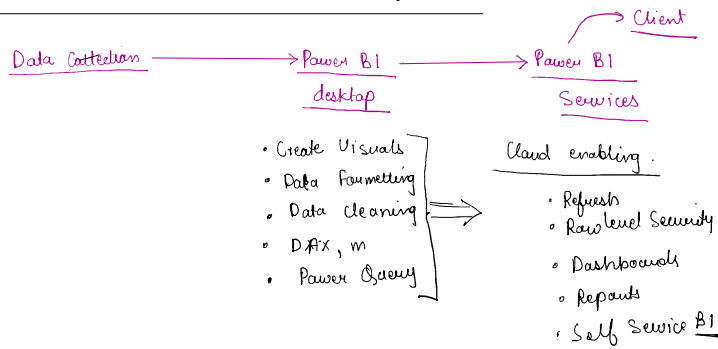 Client
Data Collection → Power BI → Power BI
desktop
Services
• Create Visuals
• Data Formetting
• Data cleaning
• DAX, m
• Power Query
Cloud enabling.
• Refresh
• Row level Security
• Dashboards
• Reports
• Self Service BI